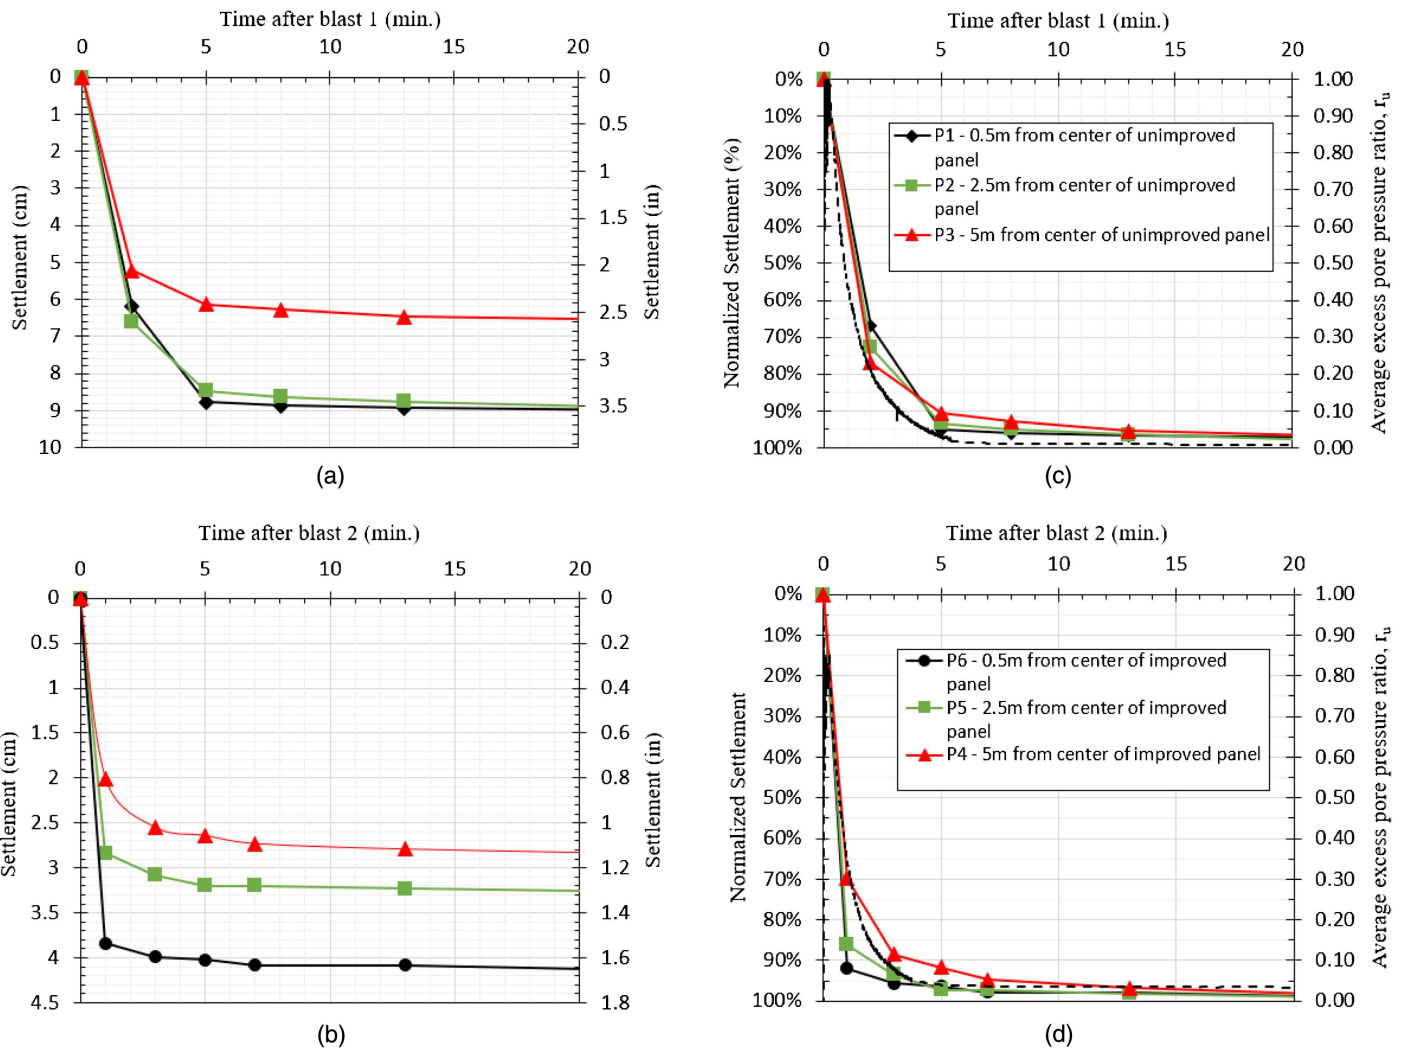 Time after blast 1 (min.)
0 5 10 15 20
0 0
1
0.5
2
1
3
1.5
4
5
2
6
2.5
7
3
8
3.5
9
10
Settlement (cm)
Settlement (in)
(a)
Time after blast 1 (min.)
0 5 10 15 20
0% 1.00
10% 0.90
20% 0.80
30% 0.70
40% 0.60
50% 0.50
60% 0.40
70% 0.30
80% 0.20
90% 0.10
100% 0.00
Normalized Settlement (%)
Average excess pore pressure ratio, ru
P1 - 0.5m from center of unimproved
panel
P2 - 2.5m from center of unimproved
panel
P3 - 5m from center of unimproved panel
(c)
Time after blast 2 (min.)
0 5 10 15 20
0 0
0.5 0.2
1 0.4
1.5 0.6
2 0.8
2.5 1
3 1.2
3.5 1.4
4 1.6
4.5 1.8
Settlement (cm)
Settlement (in)
(b)
Time after blast 2 (min.)
0 5 10 15 20
0% 1.00
10% 0.90
20% 0.80
30% 0.70
40% 0.60
50% 0.50
60% 0.40
70% 0.30
80% 0.20
90% 0.10
100% 0.00
Normalized Settlement
Average excess pore pressure ratio, ru
P6 - 0.5m from center of improved
panel
P5 - 2.5m from center of improved
panel
P4 - 5m from center of improved panel
(d)